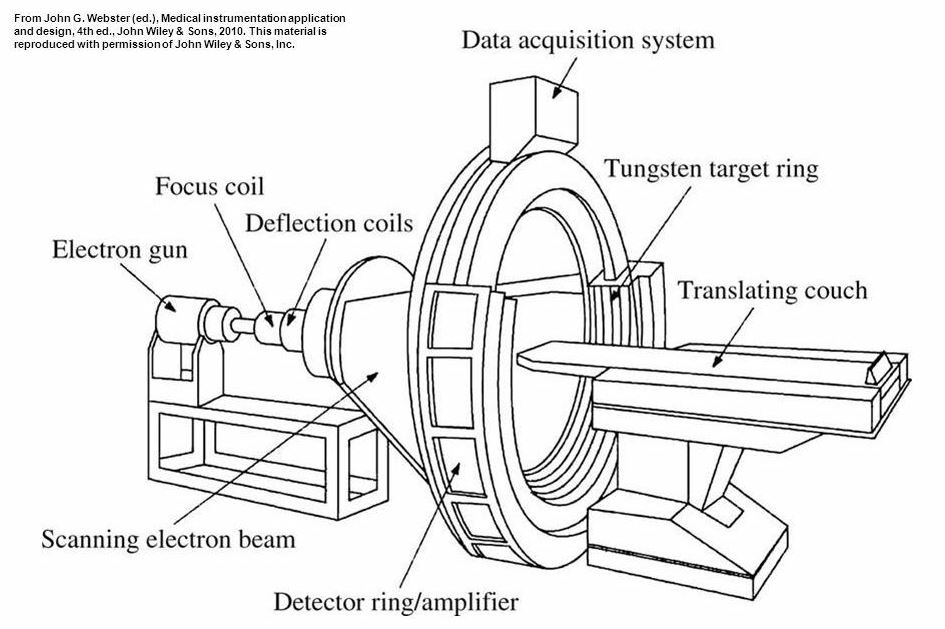 From John G. Webster (ed.), Medical instrumentation application
and design, 4th ed., John Wiley & Sons, 2010. This material is
reproduced with permission of John Wiley & Sons, Inc.
Data acquisition system
Tungsten target ring
Focus coil
Deflection coils
Electron gun
Translating couch
Scanning electron beam
Detector ring/amplifier